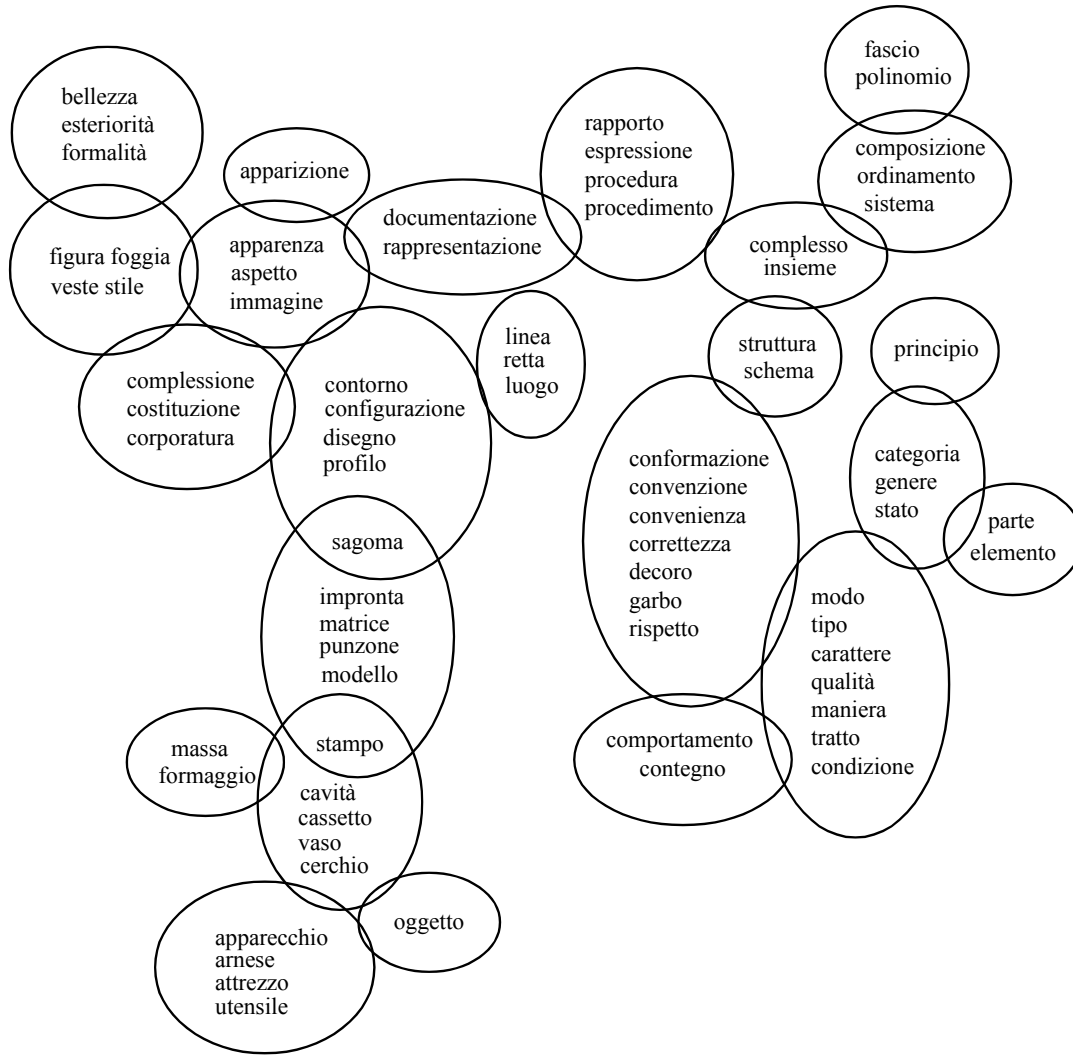 fascio
polinomio
bellezza
esteriorità
formalità
rapporto
espressione
procedura
procedimento
composizione
ordinamento
sistema
apparizione
documentazione
rappresentazione
figura foggia
veste stile
apparenza
aspetto
immagine
complesso
insieme
linea
retta
luogo
struttura
schema
principio
complessione
costituzione
corporatura
contorno
configurazione
disegno
profilo
conformazione
convenzione
convenienza
correttezza
decoro
garbo
rispetto
categoria
genere
stato
parte
elemento
sagoma
impronta
matrice
punzone
modello
modo
tipo
carattere
qualità
maniera
tratto
condizione
massa
formaggio
stampo
comportamento
contegno
cavità
cassetto
vaso
cerchio
oggetto
apparecchio
arnese
attrezzo
utensile